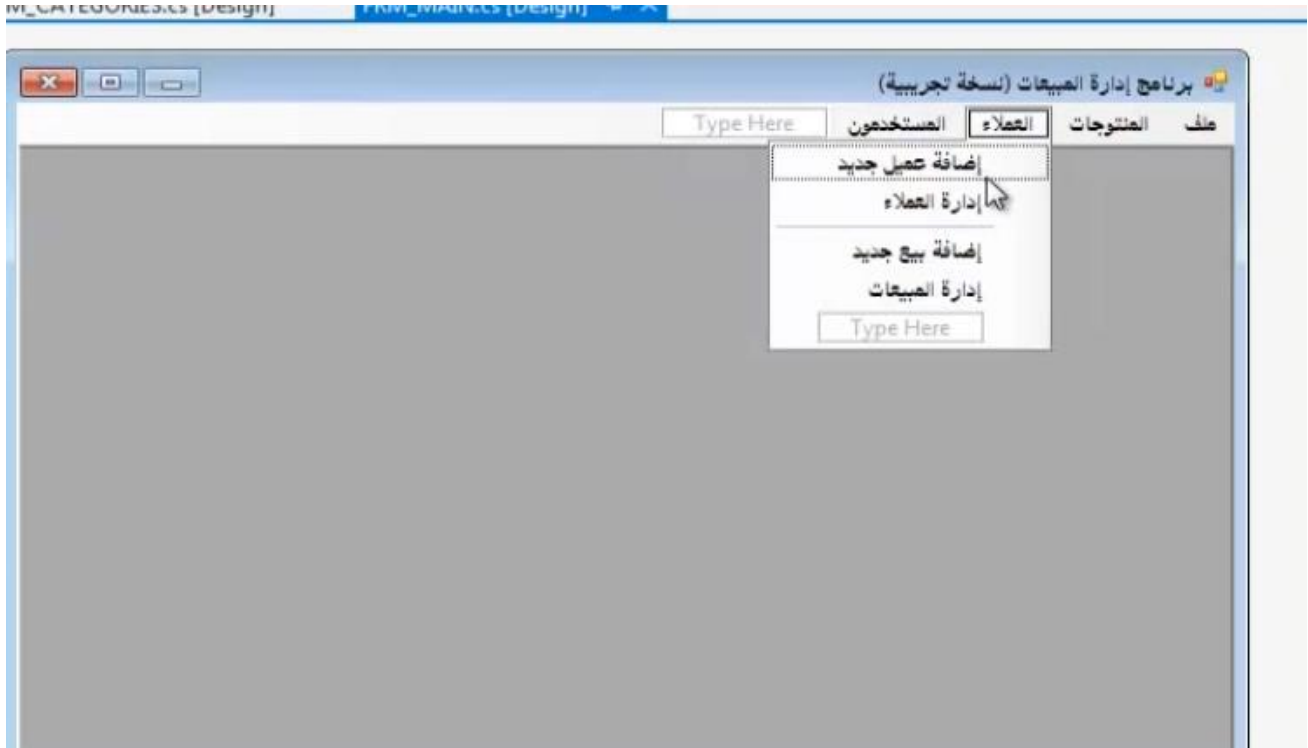 M_CATEGORIES.cs [Design] FRM_MAIN.cs [Design]
برنامج إدارة المبيعات (نسخة تجريبية)
ملف المنتوجات العملاء المستخدمون Type Here
إضافة عميل جديد
إدارة العملاء
إضافة بيع جديد
إدارة المبيعات
Type Here